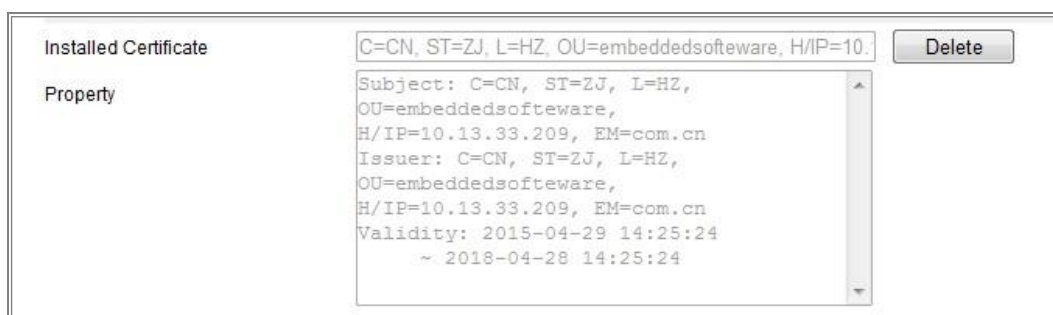 Installed Certificate C=CN, ST=ZJ, L=HZ, OU=embeddedsofteware, H/IP=10. Delete
Property
Subject: C=CN, ST=ZJ, L=HZ,
OU=embeddedsofteware,
H/IP=10.13.33.209, EM=com.cn
Issuer: C=CN, ST=ZJ, L=HZ,
OU=embeddedsofteware,
H/IP=10.13.33.209, EM=com.cn
Validity: 2015-04-29 14:25:24
~ 2018-04-28 14:25:24